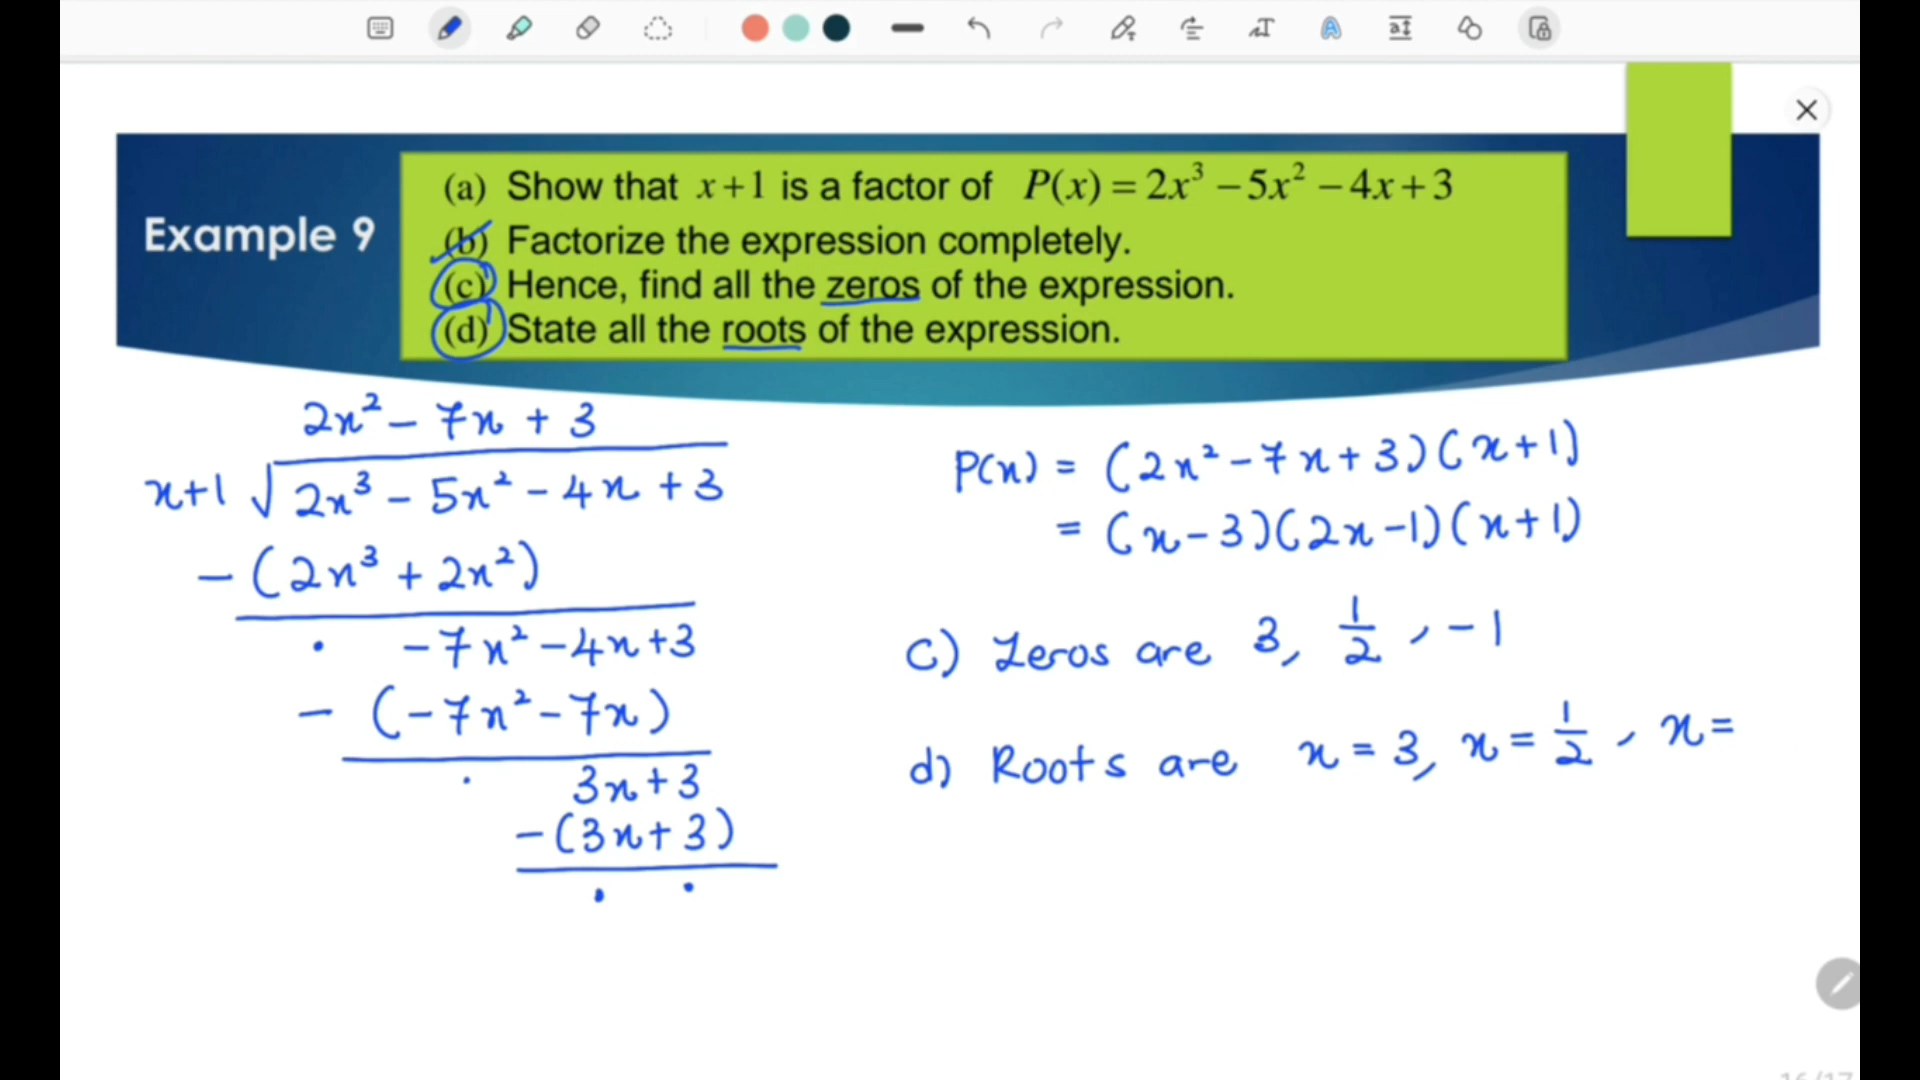 Example 9
(a) Show that x+1 is a factor of P(x) = 2x³ − 5x² − 4x + 3
(b) Factorize the expression completely.
(c) Hence, find all the zeros of the expression.
(d) State all the roots of the expression.
2x² − 7x + 3
x+1 √ 2x³ − 5x² − 4x + 3
− (2x³ + 2x²)
· −7x² − 4x + 3
− (−7x² − 7x)
· 3x + 3
− (3x + 3)
· ·
P(x) = (2x² − 7x + 3)(x + 1)
= (x − 3)(2x − 1)(x + 1)
c) Zeros are 3, 1/2, −1
d) Roots are x = 3, x = 1/2, x =